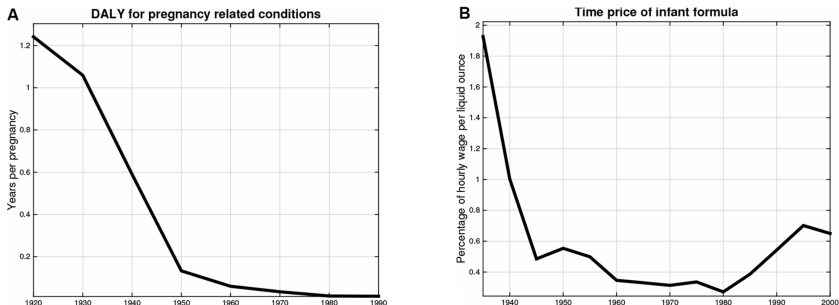 A
DALY for pregnancy related conditions
Years per pregnancy
1.2
1
0.8
0.6
0.4
0.2
1920 1930 1940 1950 1960 1970 1980 1990
B
Time price of infant formula
Percentage of hourly wage per liquid ounce
2
1.8
1.6
1.4
1.2
1
0.8
0.6
0.4
1940 1950 1960 1970 1980 1990 2000